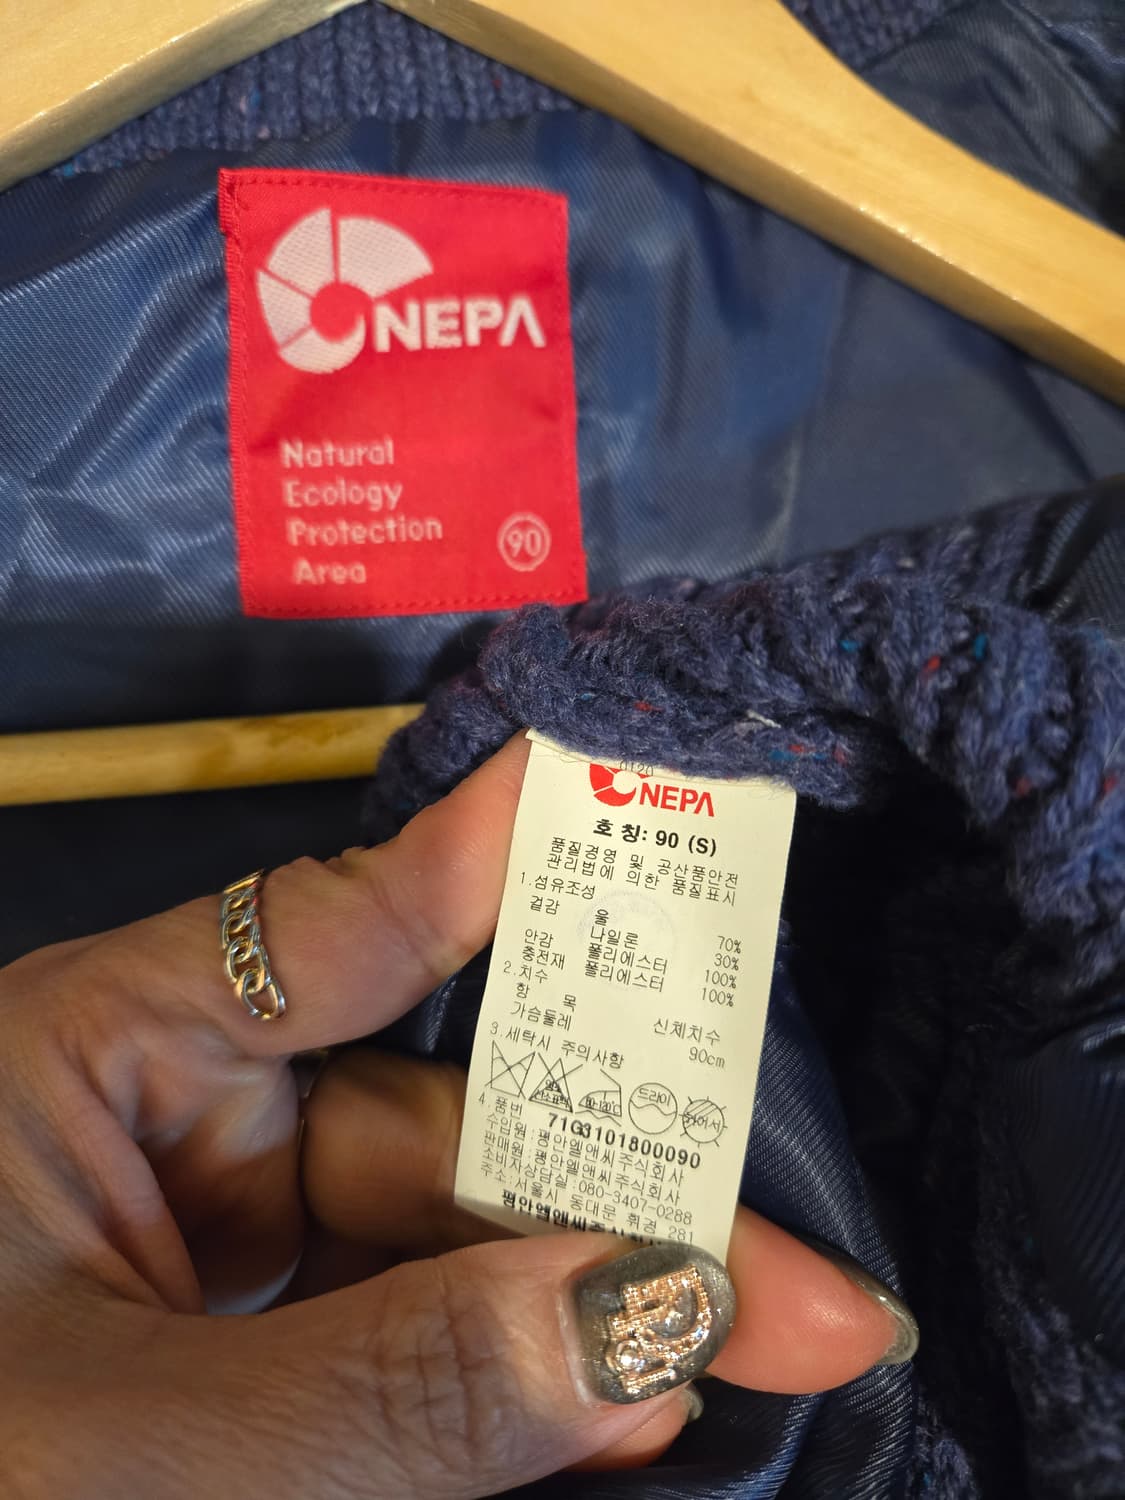 NEPA
Natural
Ecology
Protection
Area
90
0120
NEPA
호 칭: 90 (S)
품질경영 및 공산품안전
관리법에 의한 품질표시
1.섬유조성
겉감 울 70%
나일론 30%
안감 폴리에스터 100%
충전재 폴리에스터 100%
2.치수
항 목 신체치수
가슴둘레 90cm
3.세탁시 주의사항
드라이
4.품번 71G3101800090
수입원:평안엘앤씨주식회사
판매원:평안엘앤씨주식회사
소비자상담실:080-3407-0288
주소:서울시 동대문 휘경 281
평안엘앤씨주식회사